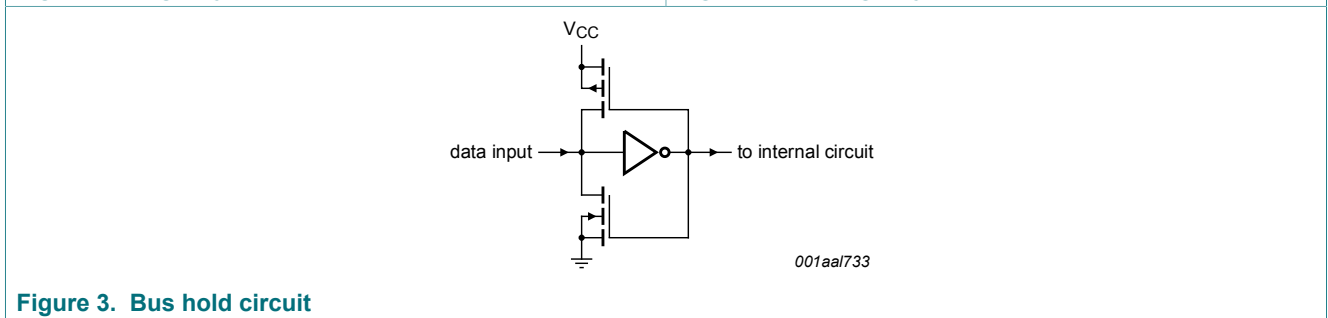 VCC
data input
to internal circuit
001aal733
Figure 3. Bus hold circuit